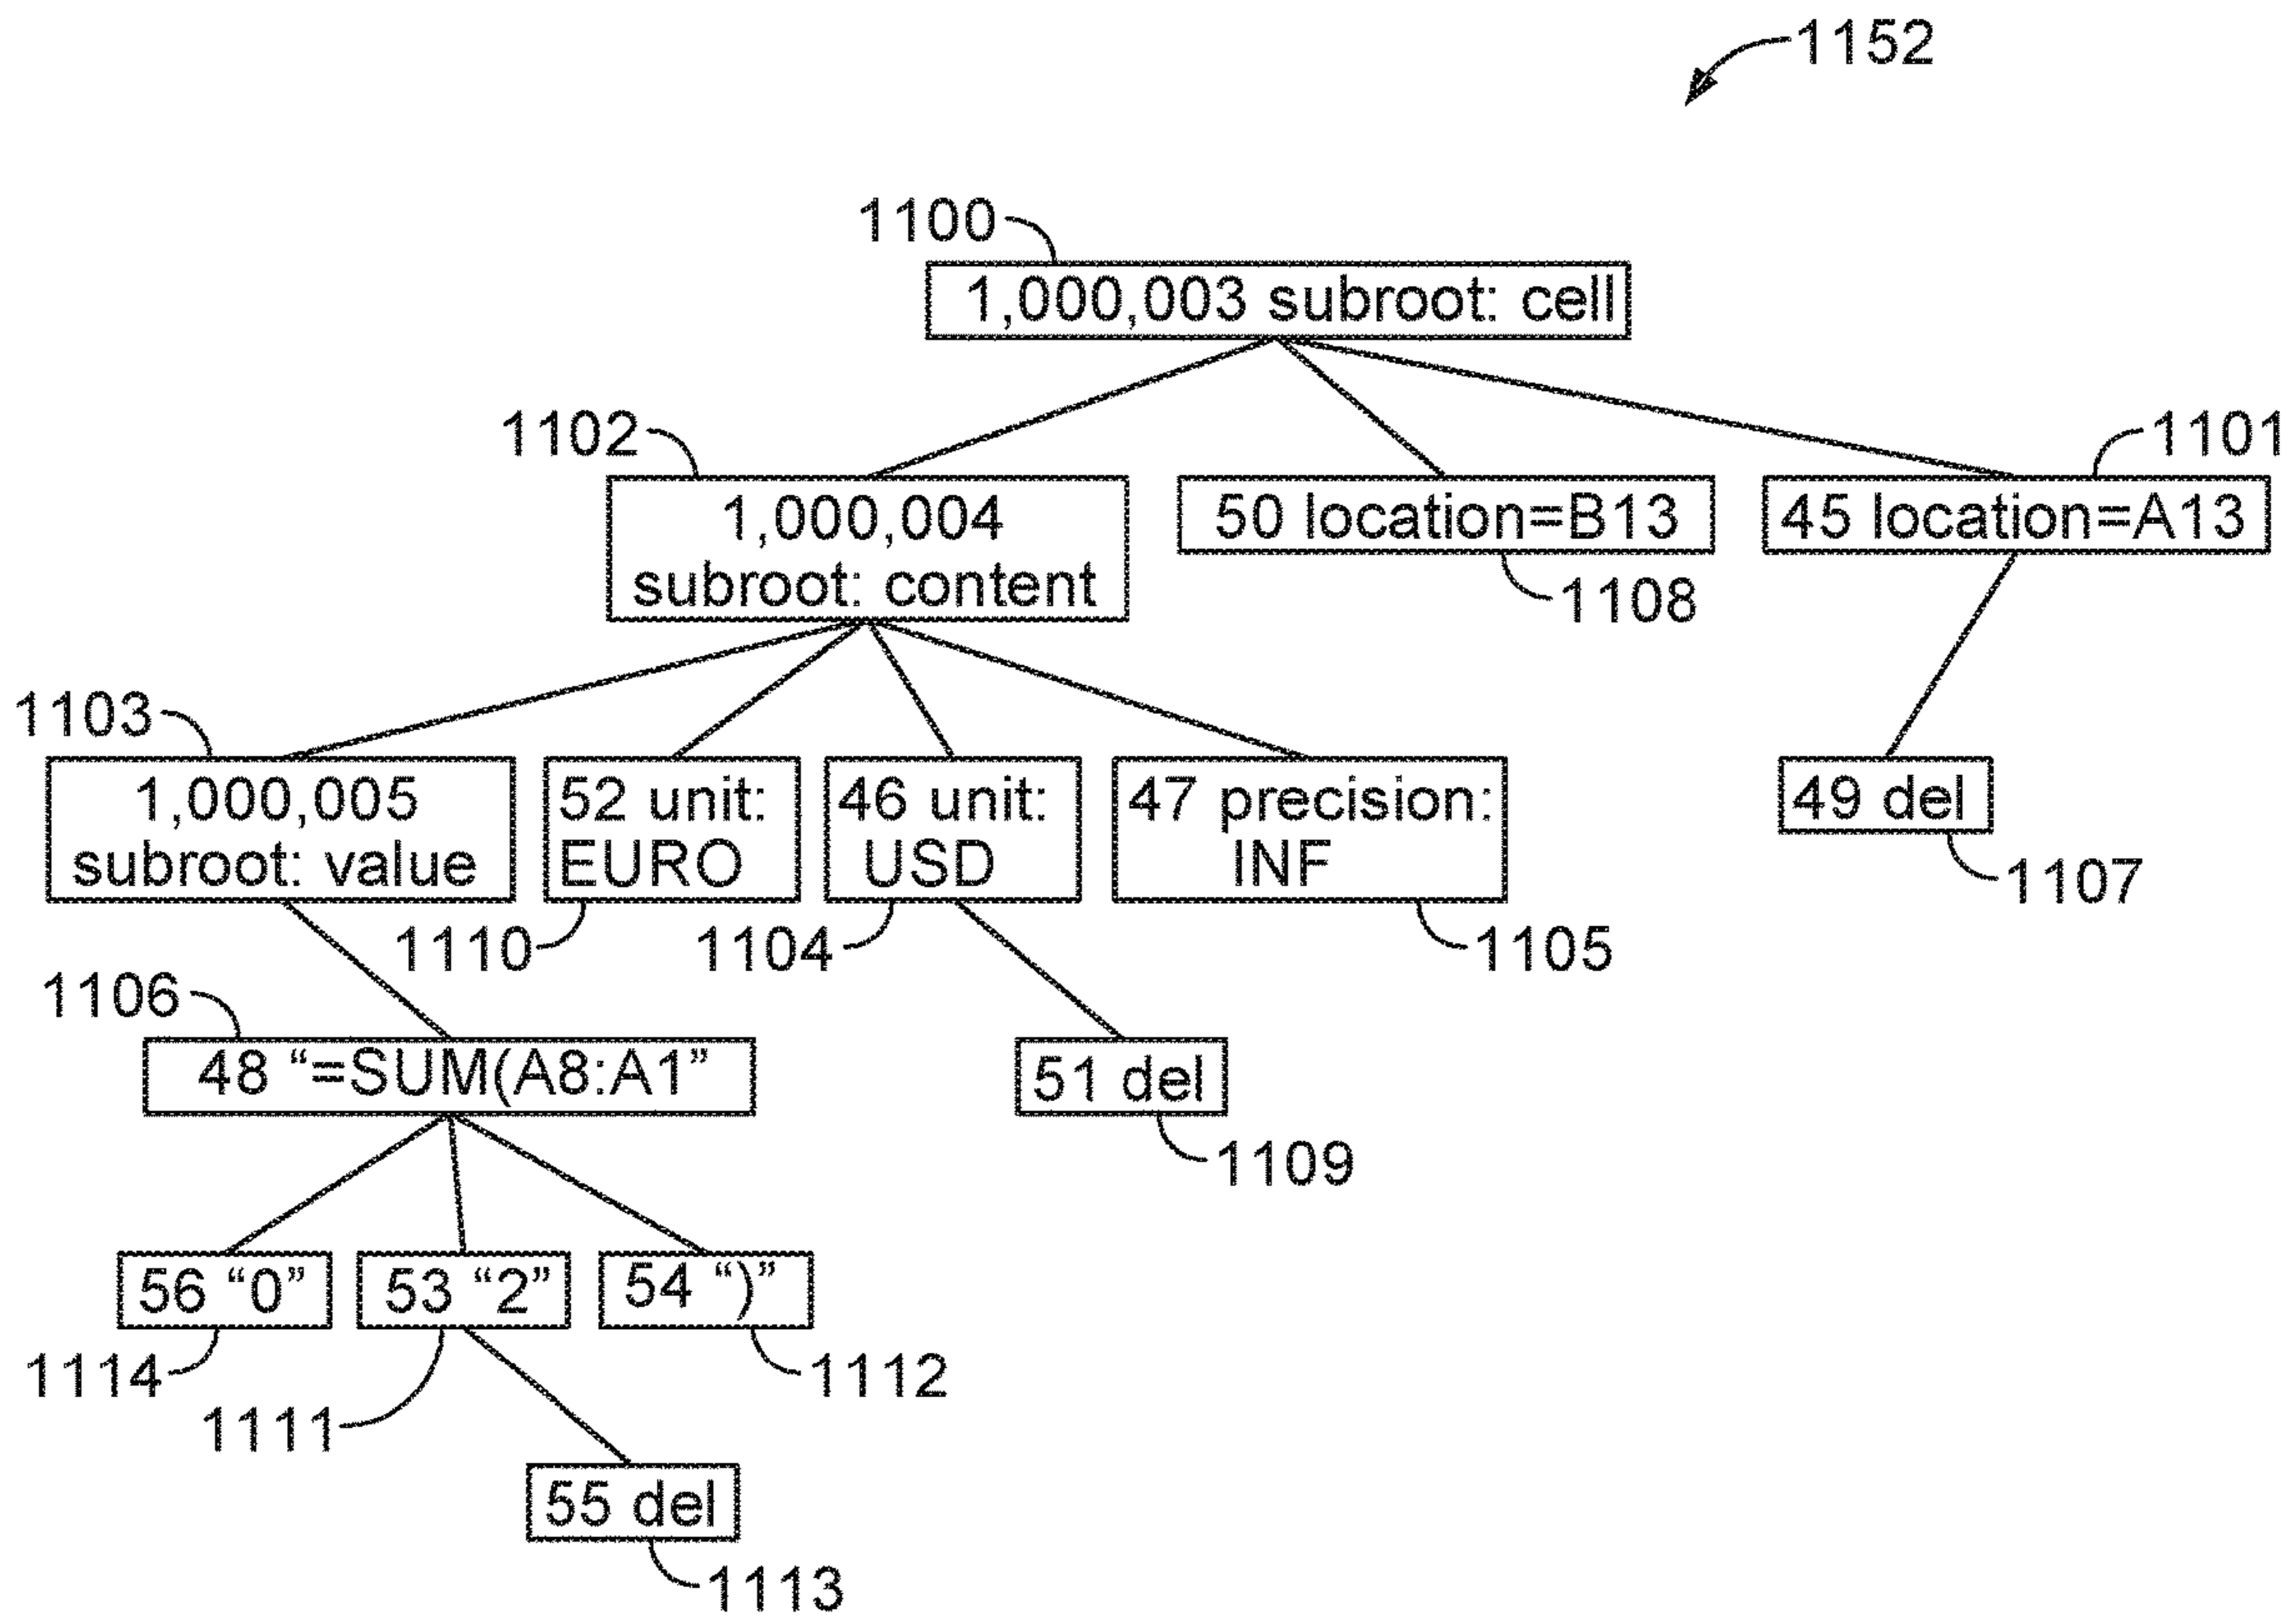 1152
1100
1,000,003 subroot: cell
1102
1101
1,000,004
subroot: content
50 location=B13
45 location=A13
1108
1103
1,000,005
subroot: value
52 unit:
EURO
46 unit:
USD
47 precision:
INF
49 del
1107
1110
1104
1105
1106
48 “=SUM(A8:A1”
51 del
1109
56 “0”
53 “2”
54 “)”
1114
1112
1111
55 del
1113